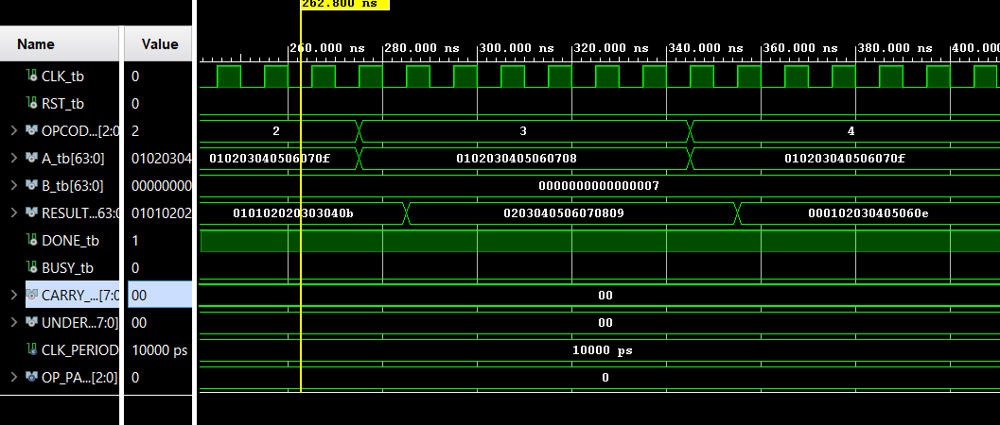 262.800 ns
Name Value
260.000 ns 280.000 ns 300.000 ns 320.000 ns 340.000 ns 360.000 ns 380.000 ns 400.
CLK_tb 0
RST_tb 0
OPCOD...[2:0 2 2 3 4
A_tb[63:0] 01020304 010203040506070f 0102030405060708 010203040506070f
B_tb[63:0] 00000000 0000000000000007
RESULT...63:0 01010202 010102020303040b 0203040506070809 000102030405060e
DONE_tb 1
BUSY_tb 0
CARRY_...[7:0 00 00
UNDER...7:0] 00 00
CLK_PERIOD 10000 ps 10000 ps
OP_PA...[2:0] 0 0